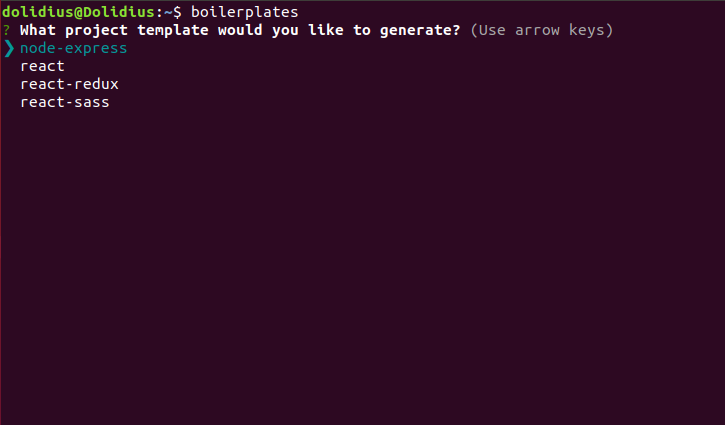 dolidius@Dolidius:~$ boilerplates
? What project template would you like to generate? (Use arrow keys)
❯ node-express
react
react-redux
react-sass